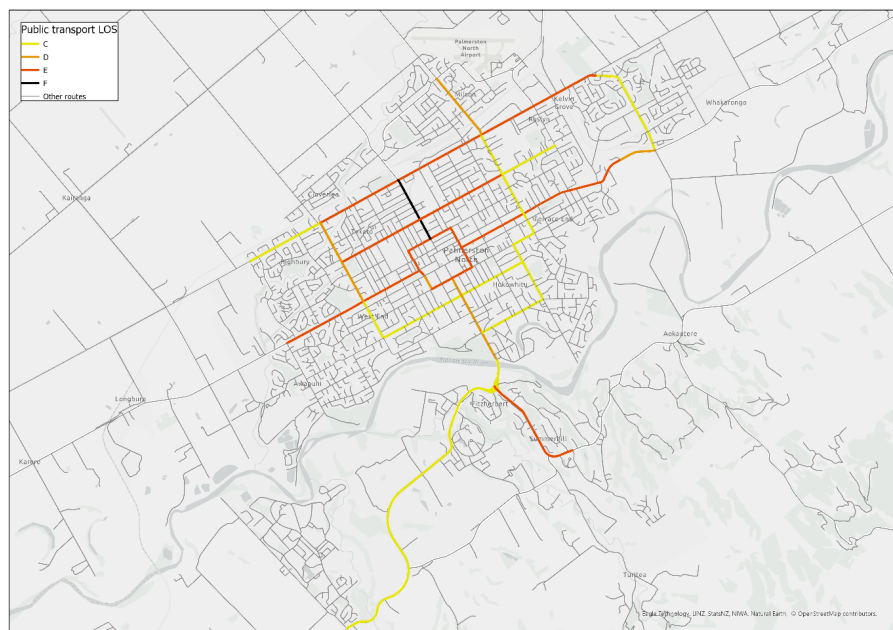 Public transport LOS
C
D
E
F
Other routes
Palmerston
North
Airport
Milson
Kelvin
Grove
Roslyn
Whakarongo
Kairanga
Cloverlea
Takaro
Terrace End
Highbury
Palmerston
North
Hokowhitu
West End
Aokautere
Awapuni
Longburn
Fitzherbert
Summerhill
Kairere
Turitea
Eagle Technology, LINZ, StatsNZ, NIWA, Natural Earth, © OpenStreetMap contributors.